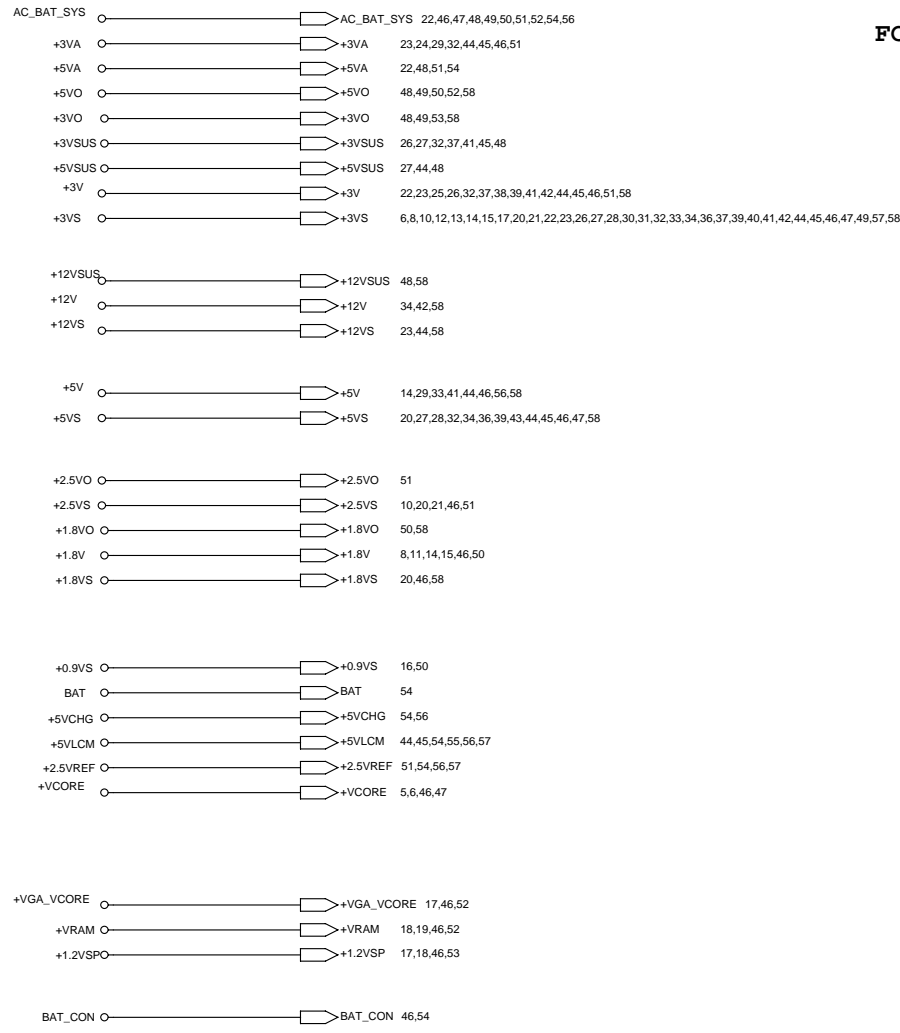 AC_BAT_SYS AC_BAT_SYS 22,46,47,48,49,50,51,52,54,56
FO
+3VA +3VA 23,24,29,32,44,45,46,51
+5VA +5VA 22,48,51,54
+5VO +5VO 48,49,50,52,58
+3VO +3VO 48,49,53,58
+3VSUS +3VSUS 26,27,32,37,41,45,48
+5VSUS +5VSUS 27,44,48
+3V +3V 22,23,25,26,32,37,38,39,41,42,44,45,46,51,58
+3VS +3VS 6,8,10,12,13,14,15,17,20,21,22,23,26,27,28,30,31,32,33,34,36,37,39,40,41,42,44,45,46,47,49,57,58
+12VSUS +12VSUS 48,58
+12V +12V 34,42,58
+12VS +12VS 23,44,58
+5V +5V 14,29,33,41,44,46,56,58
+5VS +5VS 20,27,28,32,34,36,39,43,44,45,46,47,58
+2.5VO +2.5VO 51
+2.5VS +2.5VS 10,20,21,46,51
+1.8VO +1.8VO 50,58
+1.8V +1.8V 8,11,14,15,46,50
+1.8VS +1.8VS 20,46,58
+0.9VS +0.9VS 16,50
BAT BAT 54
+5VCHG +5VCHG 54,56
+5VLCM +5VLCM 44,45,54,55,56,57
+2.5VREF +2.5VREF 51,54,56,57
+VCORE +VCORE 5,6,46,47
+VGA_VCORE +VGA_VCORE 17,46,52
+VRAM +VRAM 18,19,46,52
+1.2VSP +1.2VSP 17,18,46,53
BAT_CON BAT_CON 46,54